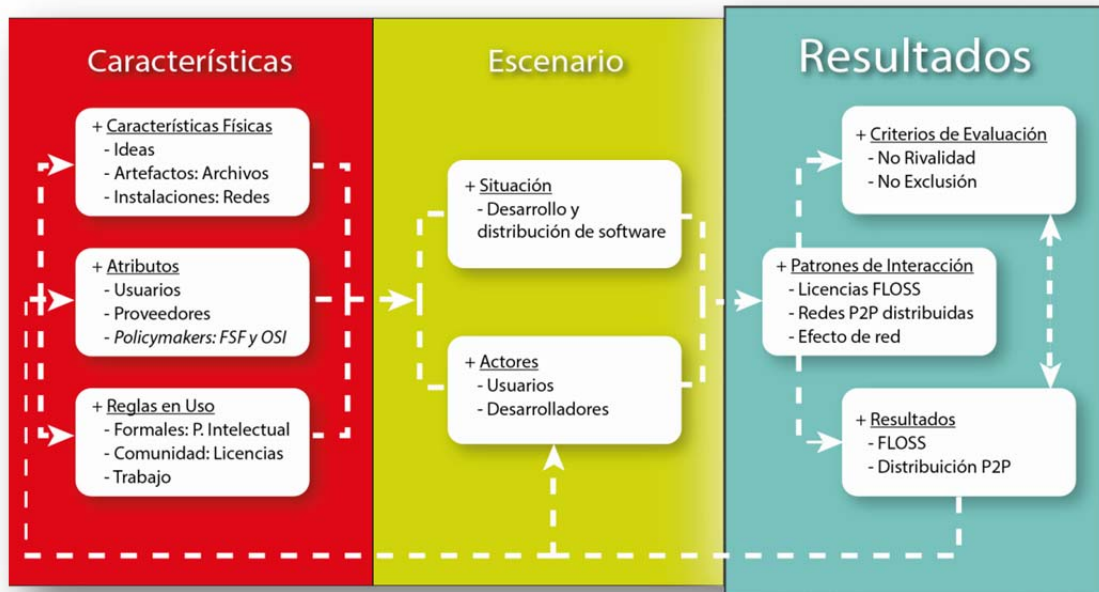 Características
+ Características Físicas
- Ideas
- Artefactos: Archivos
- Instalaciones: Redes
+ Atributos
- Usuarios
- Proveedores
- Policymakers: FSF y OSI
+ Reglas en Uso
- Formales: P. Intelectual
- Comunidad: Licencias
- Trabajo
Escenario
+ Situación
- Desarrollo y
distribución de software
+ Actores
- Usuarios
- Desarrolladores
Resultados
+ Criterios de Evaluación
- No Rivalidad
- No Exclusión
+ Patrones de Interacción
- Licencias FLOSS
- Redes P2P distribuidas
- Efecto de red
+ Resultados
- FLOSS
- Distribuición P2P